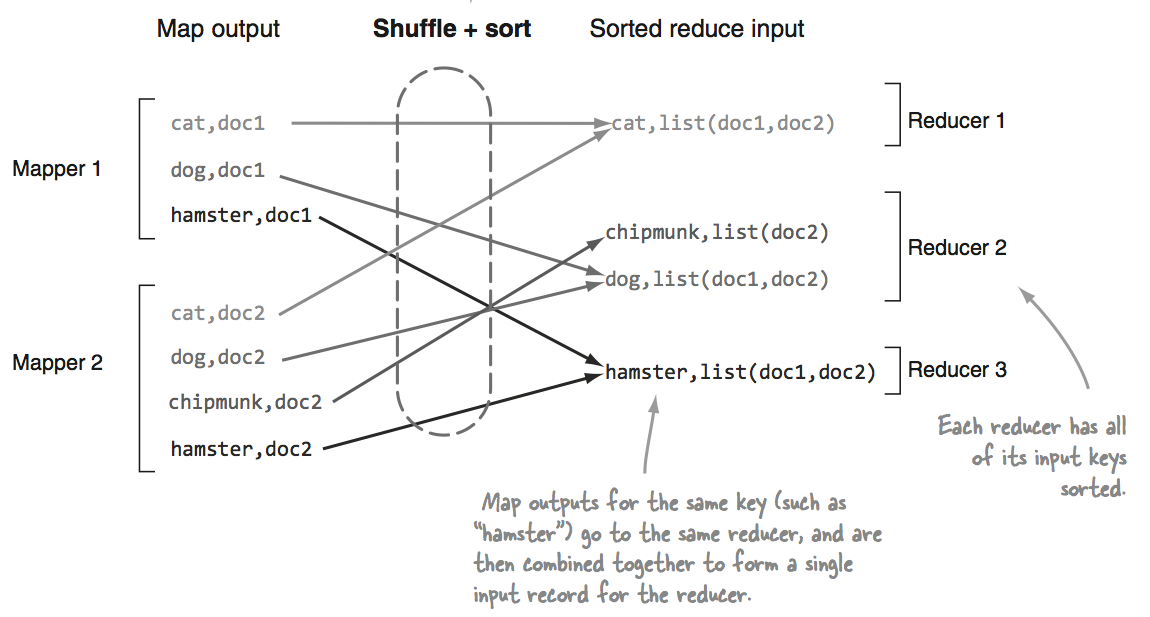 Map output
Shuffle + sort
Sorted reduce input
Mapper 1
cat,doc1
dog,doc1
hamster,doc1
Mapper 2
cat,doc2
dog,doc2
chipmunk,doc2
hamster,doc2
cat,list(doc1,doc2)
Reducer 1
chipmunk,list(doc2)
dog,list(doc1,doc2)
Reducer 2
hamster,list(doc1,doc2)
Reducer 3
Each reducer has all
of its input keys
sorted.
Map outputs for the same key (such as
“hamster”) go to the same reducer, and are
then combined together to form a single
input record for the reducer.